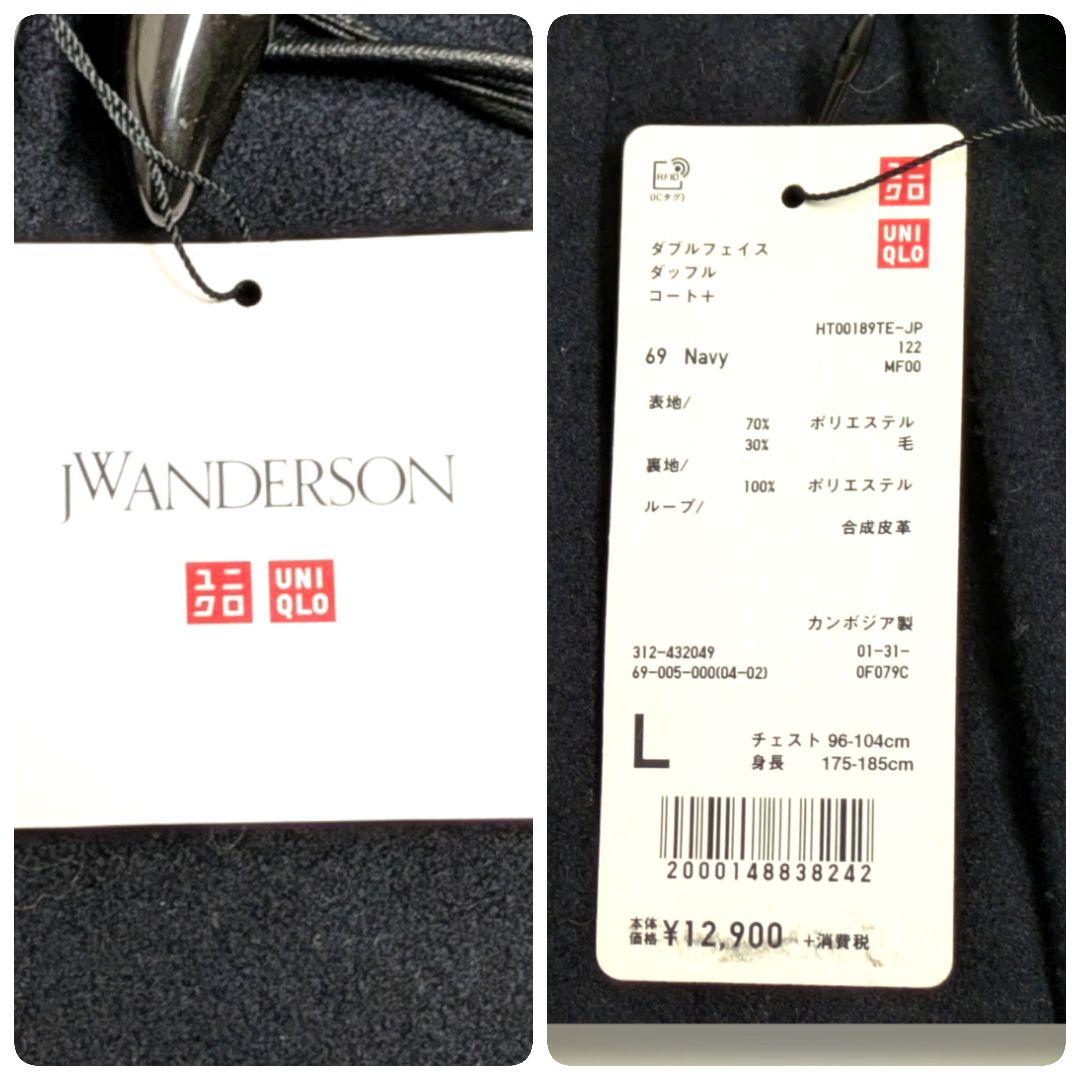 JWANDERSON
ユニ
クロ
UNI
QLO
RFID
(ICタグ)
ユニ
クロ
UNI
QLO
ダブルフェイス
ダッフル
コート+
HT00189TE-JP
122
MF00
69 Navy
表地/
70% ポリエステル
30% 毛
裏地/
100% ポリエステル
ループ/
合成皮革
カンボジア製
312-432049 01-31-
69-005-000(04-02) 0F079C
L
チェスト 96-104cm
身長 175-185cm
2000148838242
本体
価格 ¥12,900 +消費税